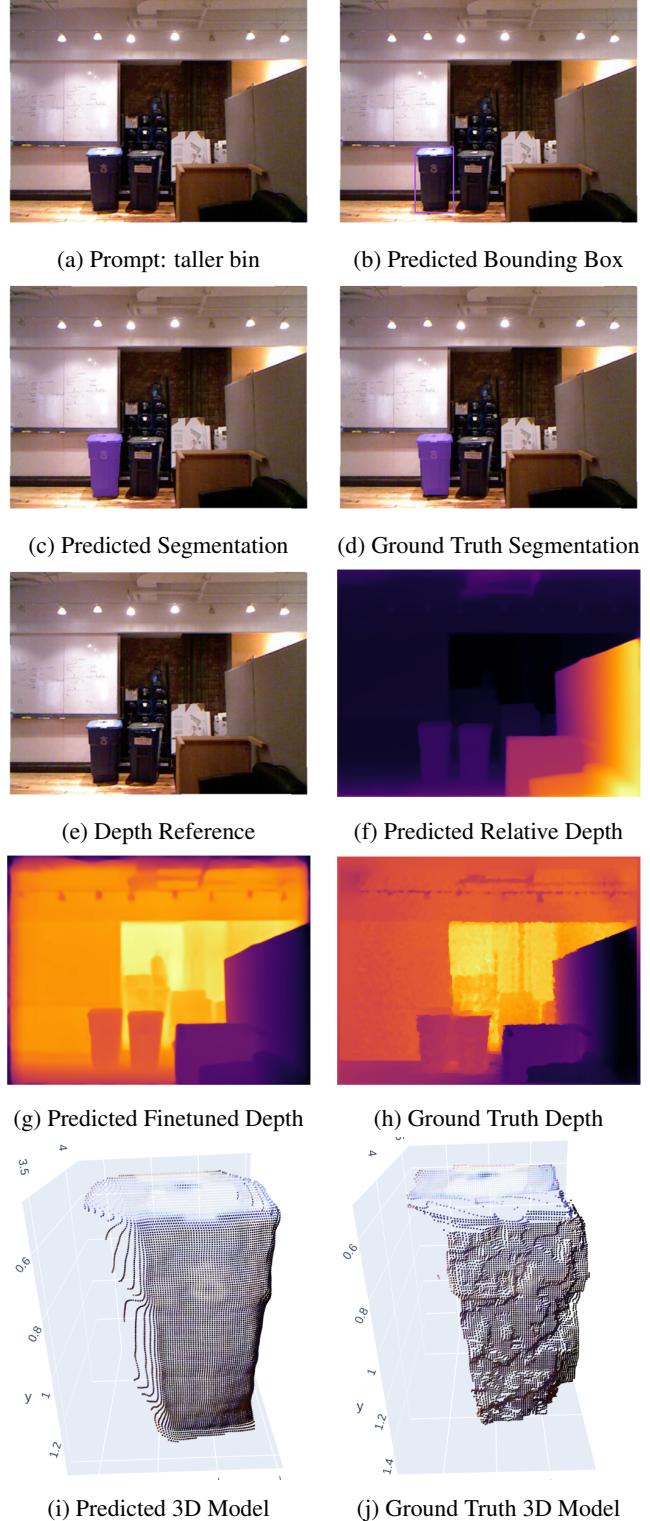 (a) Prompt: taller bin
(b) Predicted Bounding Box
(c) Predicted Segmentation
(d) Ground Truth Segmentation
(e) Depth Reference
(f) Predicted Relative Depth
(g) Predicted Finetuned Depth
(h) Ground Truth Depth
3.5
4
0.6
0.8
1
y
1.2
4
0.6
0.8
1
y
1.2
1.4
(i) Predicted 3D Model
(j) Ground Truth 3D Model